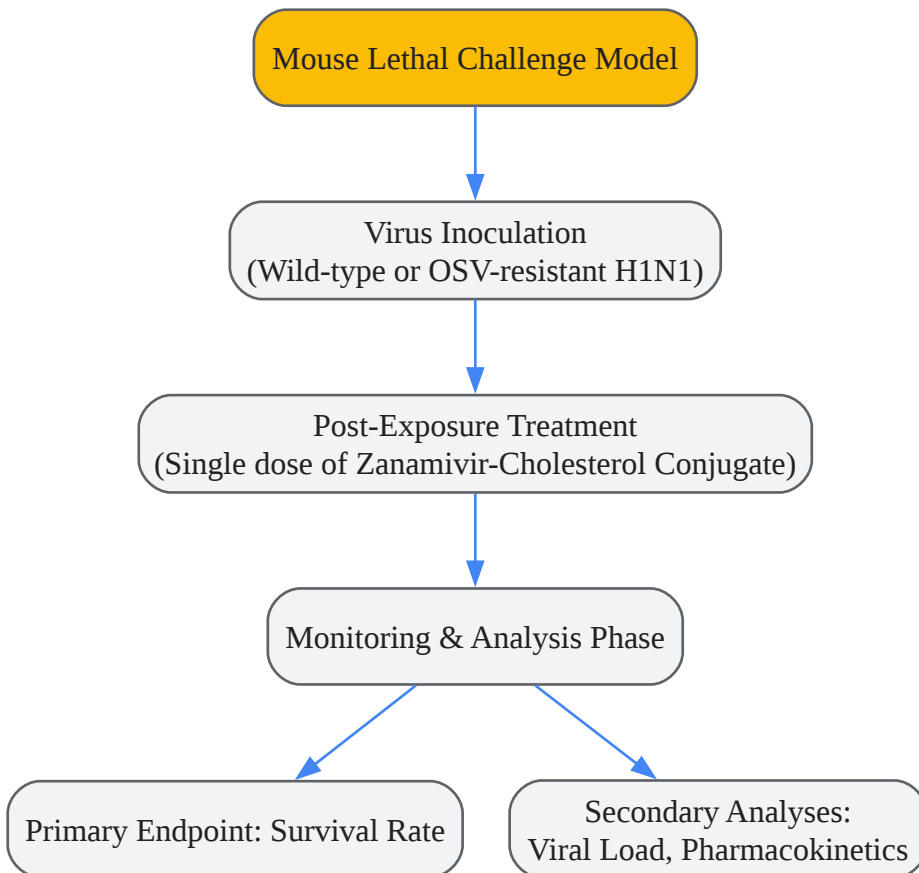 Mouse Lethal Challenge Model
Virus Inoculation
(Wild-type or OSV-resistant H1N1)
Post-Exposure Treatment
(Single dose of Zanamivir-Cholesterol Conjugate)
Monitoring & Analysis Phase
Primary Endpoint: Survival Rate
Secondary Analyses:
Viral Load, Pharmacokinetics